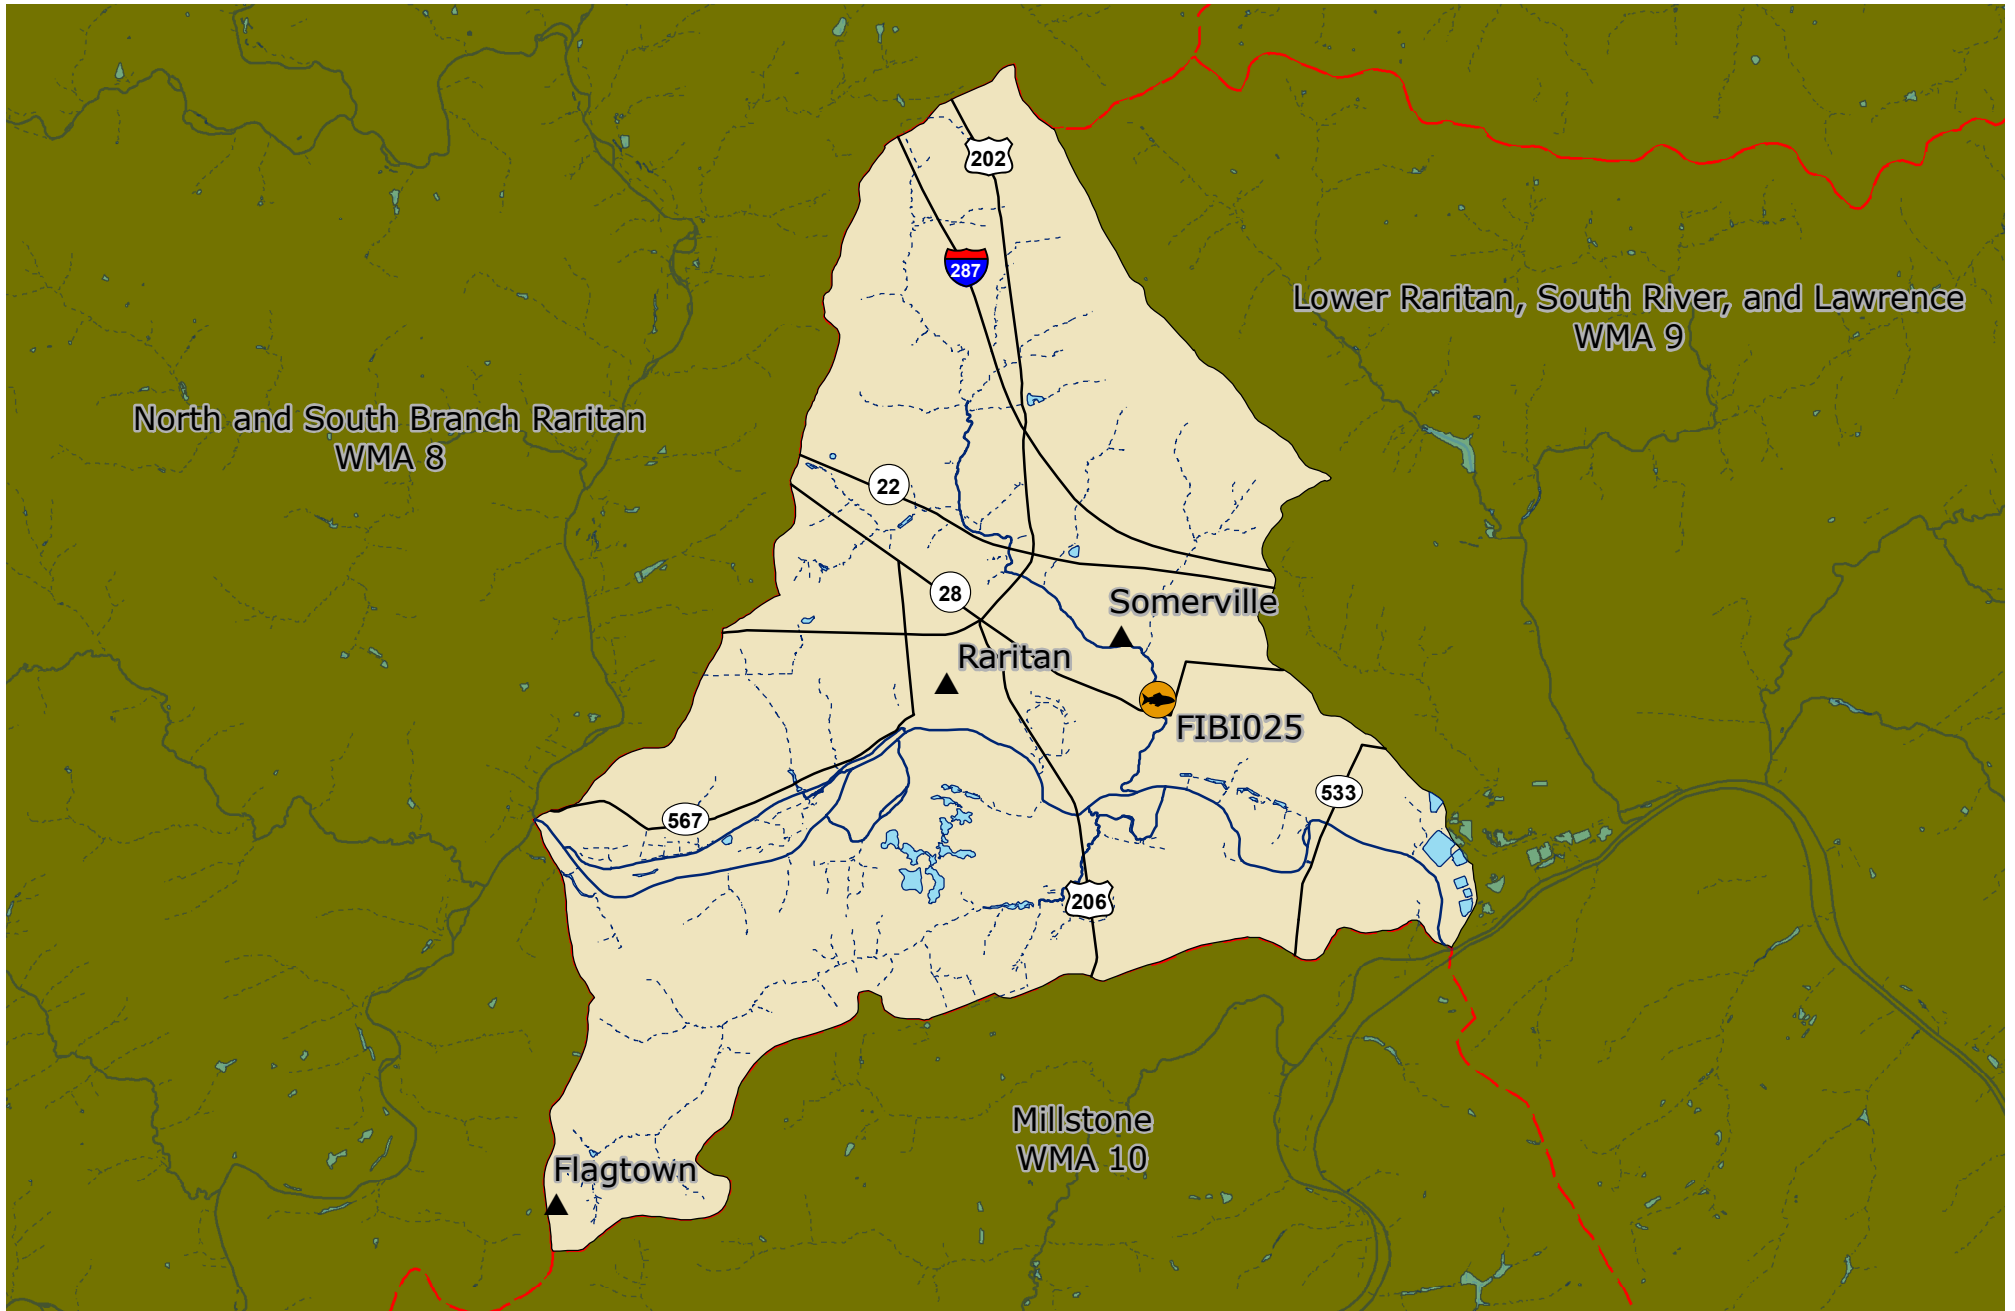 202
287
Lower Raritan, South River, and Lawrence
WMA 9
North and South Branch Raritan
WMA 8
22
28
Somerville
Raritan
FIBI025
533
567
206
Millstone
WMA 10
Flagtown